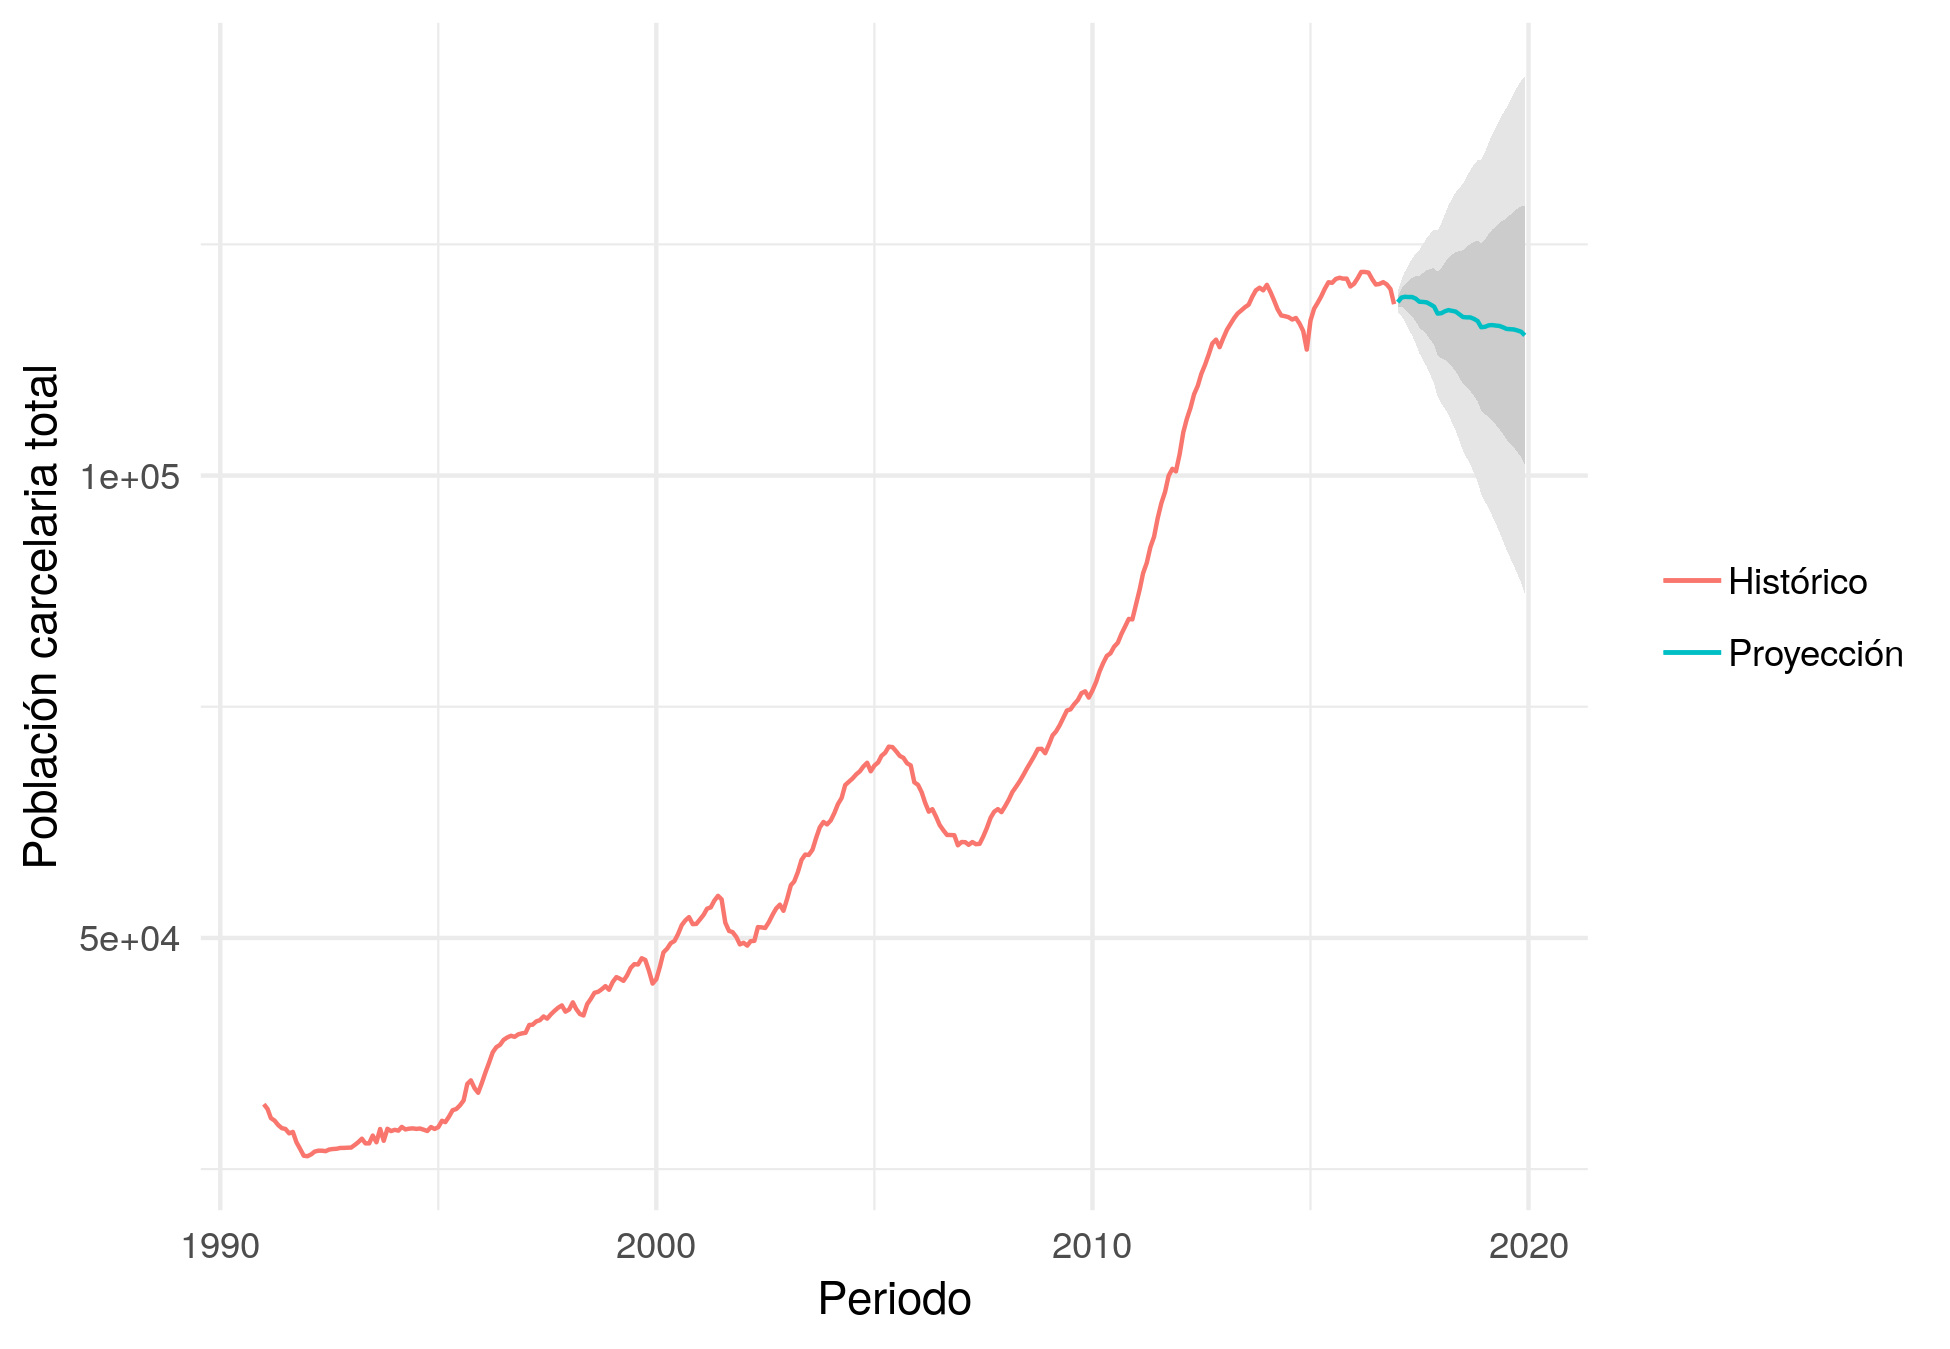 Población carcelaria total
1e+05
5e+04
1990
2000
2010
2020
Periodo
Histórico
Proyección